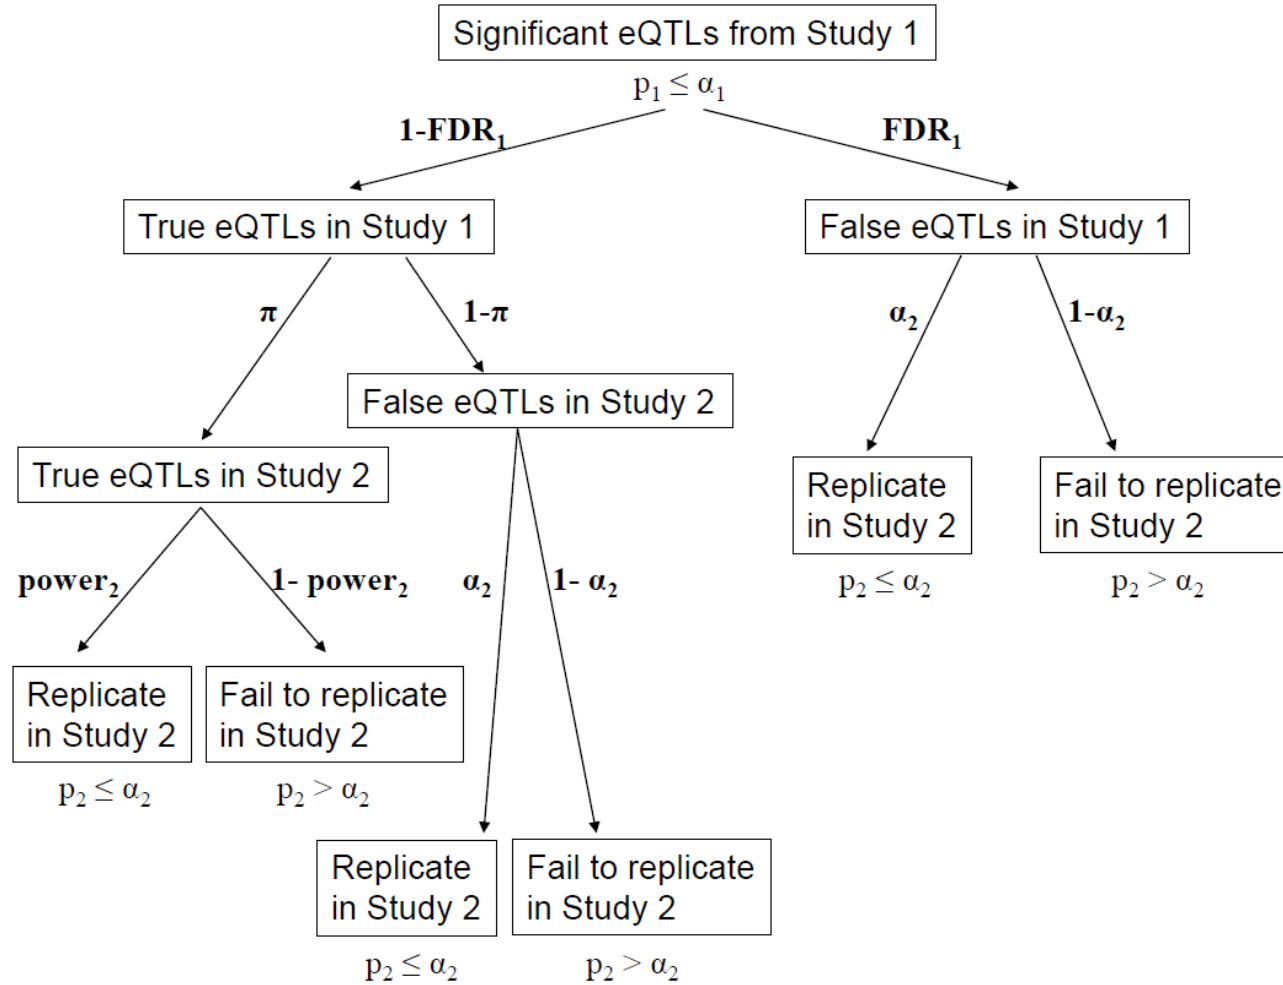 Significant eQTLs from Study 1
p₁ ≤ α₁
1-FDR₁
FDR₁
True eQTLs in Study 1
False eQTLs in Study 1
π
1-π
α₂
1-α₂
False eQTLs in Study 2
True eQTLs in Study 2
Replicate
in Study 2
Fail to replicate
in Study 2
p₂ ≤ α₂
p₂ > α₂
power₂
1- power₂
α₂
1- α₂
Replicate
in Study 2
Fail to replicate
in Study 2
p₂ ≤ α₂
p₂ > α₂
Replicate
in Study 2
Fail to replicate
in Study 2
p₂ ≤ α₂
p₂ > α₂